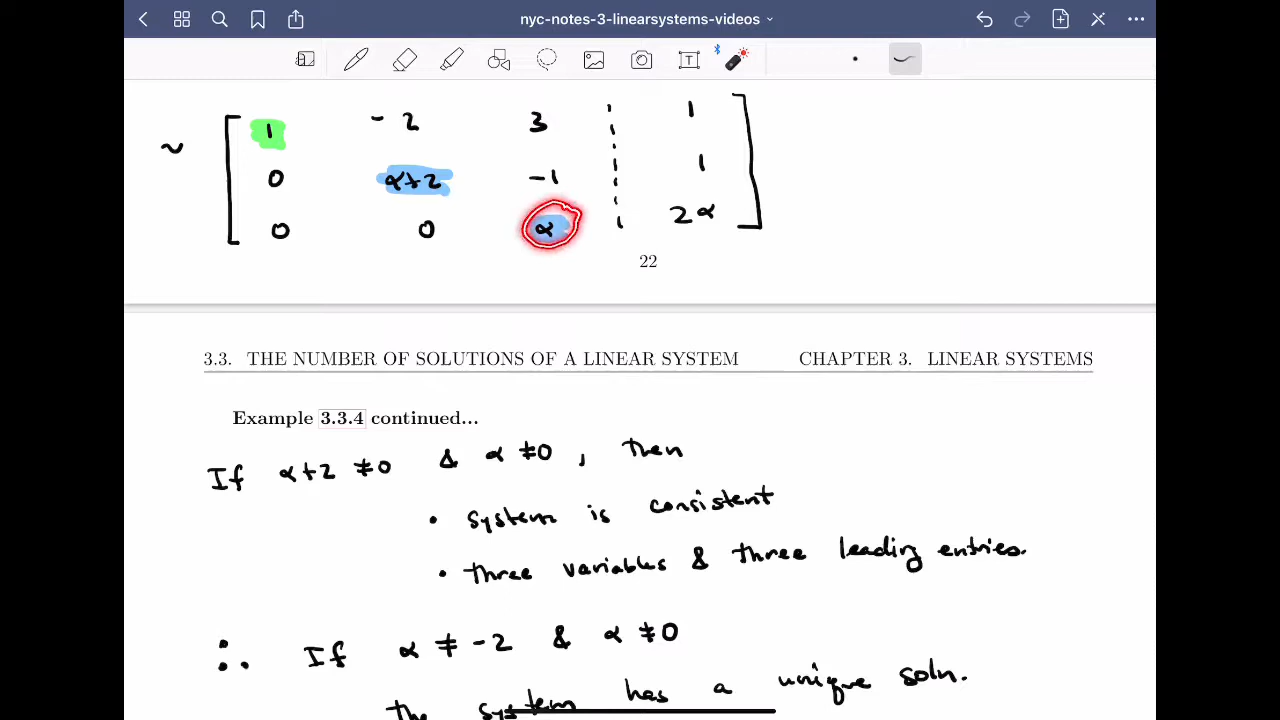 nyc-notes-3-linearsystems-videos
~ [ 1 -2 3 ¦ 1
0 α+2 -1 ¦ 1
0 0 α ¦ 2α ]
22
3.3. THE NUMBER OF SOLUTIONS OF A LINEAR SYSTEM CHAPTER 3. LINEAR SYSTEMS
Example 3.3.4 continued...
If α+2 ≠0 & α ≠0, then
• system is consistent
• three variables & three leading entries.
∴ If α ≠ -2 & α ≠0
the system has a unique soln.